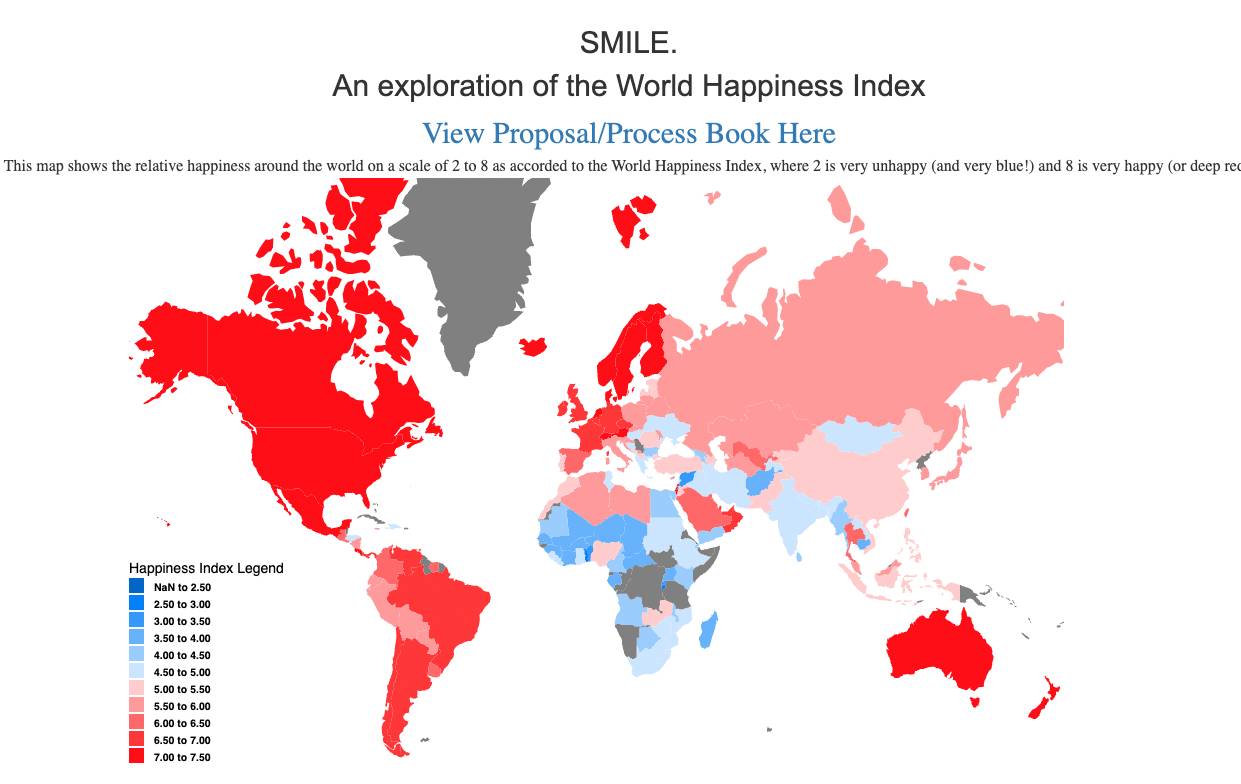 SMILE.
An exploration of the World Happiness Index
View Proposal/Process Book Here
This map shows the relative happiness around the world on a scale of 2 to 8 as accorded to the World Happiness Index, where 2 is very unhappy (and very blue!) and 8 is very happy (or deep
Happiness Index Legend
NaN to 2.50
2.50 to 3.00
3.00 to 3.50
3.50 to 4.00
4.00 to 4.50
4.50 to 5.00
5.00 to 5.50
5.50 to 6.00
6.00 to 6.50
6.50 to 7.00
7.00 to 7.50